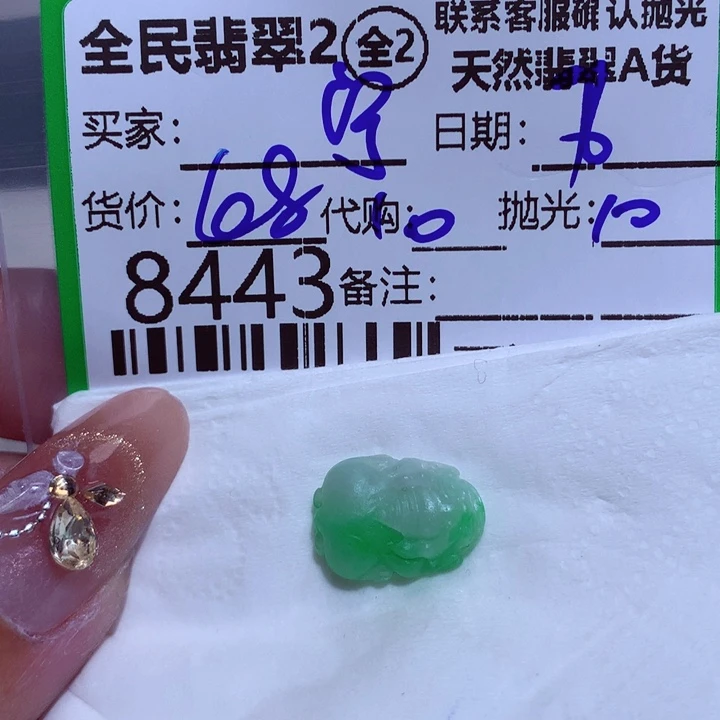 联系客服确认抛光
全民翡翠2 全2
天然翡翠A货
买家: 日期:
货价:68 代购:10 抛光:10
8443 备注: